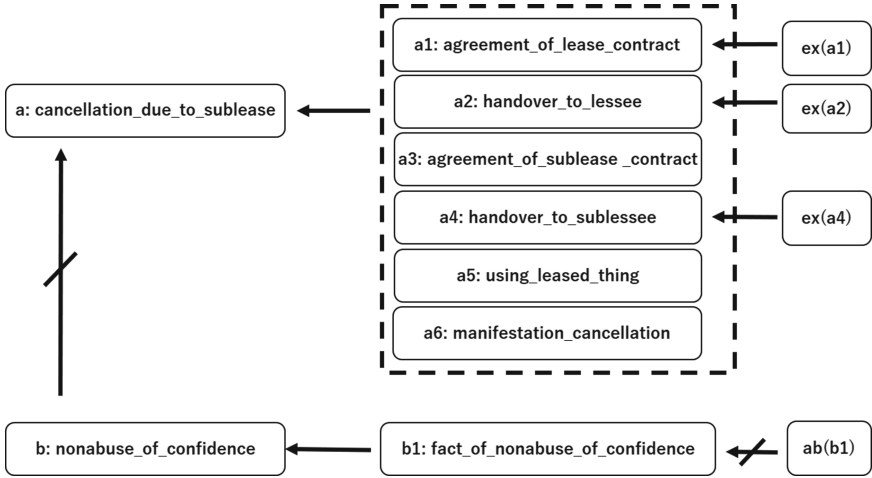 a1: agreement_of_lease_contract
ex(a1)
a: cancellation_due_to_sublease
a2: handover_to_lessee
ex(a2)
a3: agreement_of_sublease _contract
a4: handover_to_sublessee
ex(a4)
a5: using_leased_thing
a6: manifestation_cancellation
b: nonabuse_of_confidence
b1: fact_of_nonabuse_of_confidence
ab(b1)